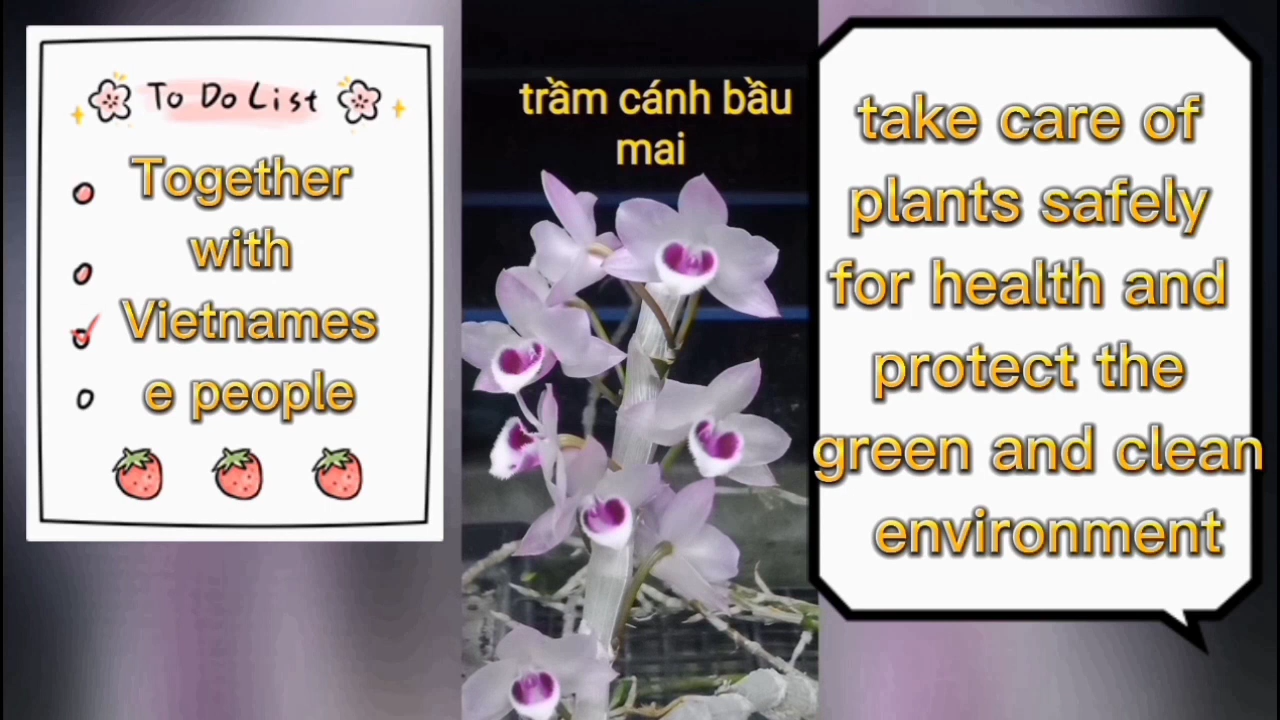 To Do List
Together
with
Vietnames
e people
trầm cánh bầu
mai
take care of
plants safely
for health and
protect the
green and clean
environment